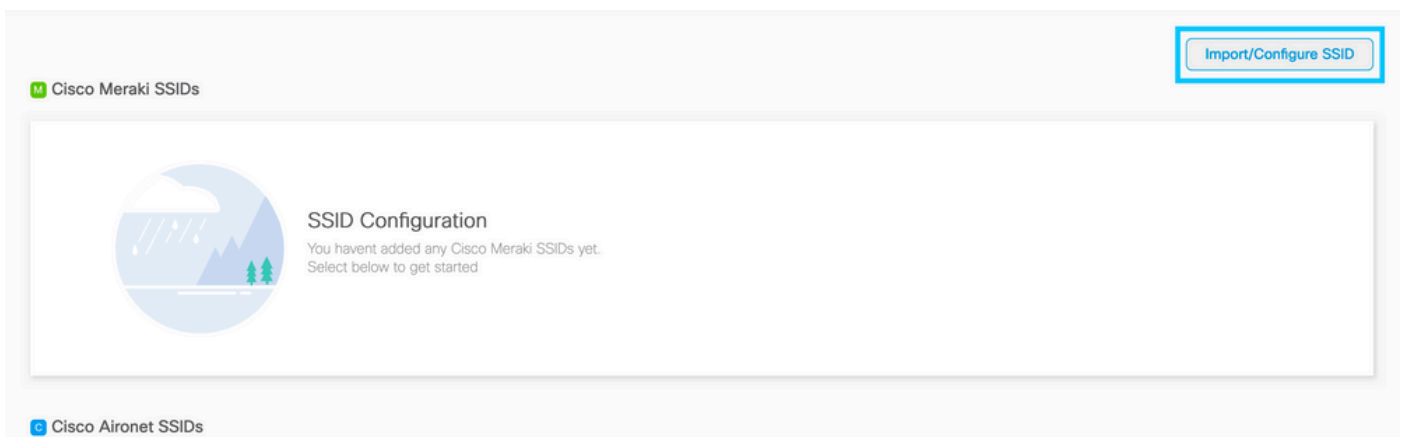 Import/Configure SSID
M Cisco Meraki SSIDs
SSID Configuration
You havent added any Cisco Meraki SSIDs yet.
Select below to get started
C Cisco Aironet SSIDs